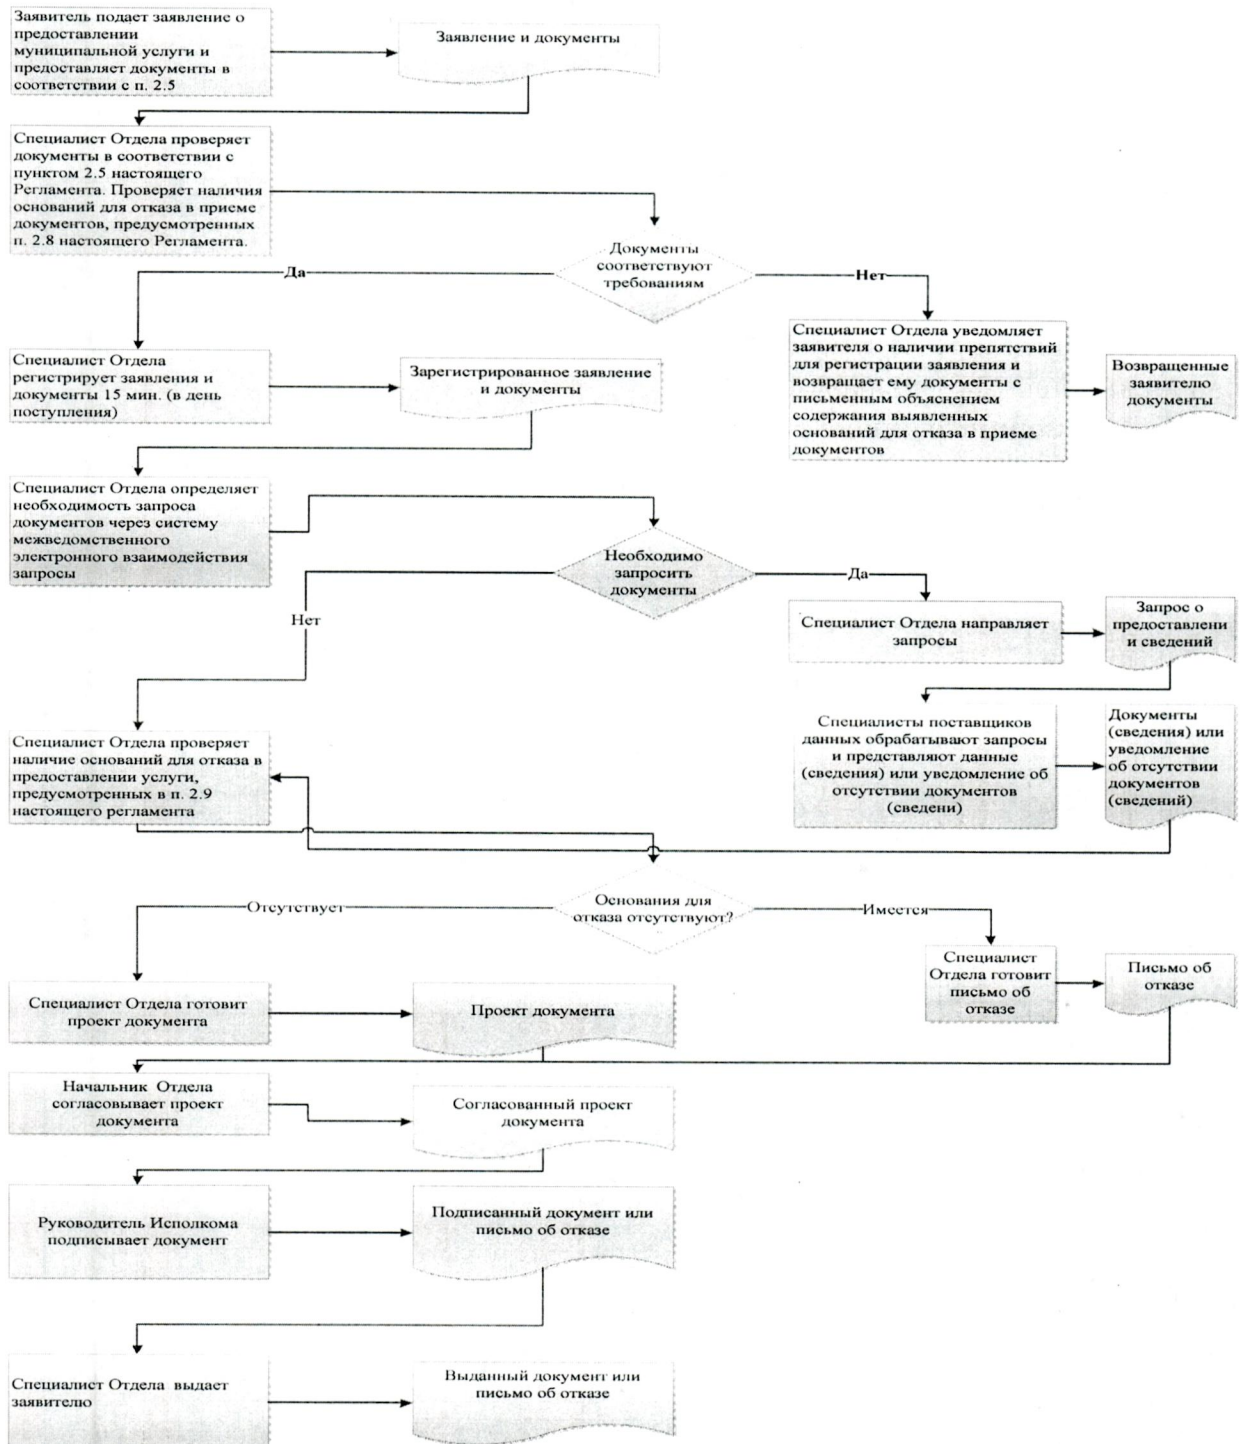 Заявитель подает заявление о
предоставлении
муниципальной услуги и
предоставляет документы в
соответствии с п. 2.5
Заявление и документы
Специалист Отдела проверяет
документы в соответствии с
пунктом 2.5 настоящего
Регламента. Проверяет наличия
оснований для отказа в приеме
документов, предусмотренных
п. 2.8 настоящего Регламента.
Документы
соответствуют
требованиям
Да
Нет
Специалист Отдела
регистрирует заявления и
документы 15 мин. (в день
поступления)
Зарегистрированное заявление
и документы
Специалист Отдела уведомляет
заявителя о наличии препятствий
для регистрации заявления и
возвращает ему документы с
письменным объяснением
содержания выявленных
оснований для отказа в приеме
документов
Возвращенные
заявителю
документы
Специалист Отдела определяет
необходимость запроса
документов через систему
межведомственного
электронного взаимодействия
запросы
Необходимо
запросить
документы
Да
Нет
Специалист Отдела направляет
запросы
Запрос о
предоставлени
и сведений
Специалисты поставщиков
данных обрабатывают запросы
и представляют данные
(сведения) или уведомление об
отсутствии документов
(сведени)
Документы
(сведения) или
уведомление
об отсутствии
документов
(сведений)
Специалист Отдела проверяет
наличие оснований для отказа в
предоставлении услуги,
предусмотренных в п. 2.9
настоящего регламента
Основания для
отказа отсутствуют?
Отсутствует
Имеется
Специалист
Отдела готовит
письмо об
отказе
Письмо об
отказе
Специалист Отдела готовит
проект документа
Проект документа
Начальник Отдела
согласовывает проект
документа
Согласованный проект
документа
Руководитель Исполкома
подписывает документ
Подписанный документ или
письмо об отказе
Специалист Отдела выдает
заявителю
Выданный документ или
письмо об отказе